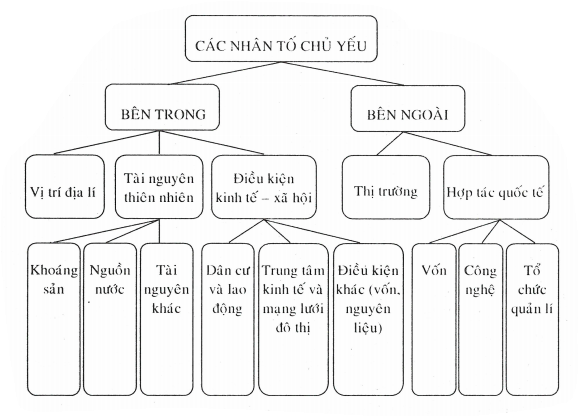 CÁC NHÂN TỐ CHỦ YẾU
BÊN TRONG
BÊN NGOÀI
Vị trí địa lí
Tài nguyên
thiên nhiên
Điều kiện
kinh tế – xã hội
Thị trường
Hợp tác quốc tế
Khoáng
sản
Nguồn
nước
Tài
nguyên
khác
Dân cư
và lao
động
Trung tâm
kinh tế và
mạng lưới
đô thị
Điều kiện
khác (vốn,
nguyên
liệu)
Vốn
Công
nghệ
Tổ
chức
quản lí